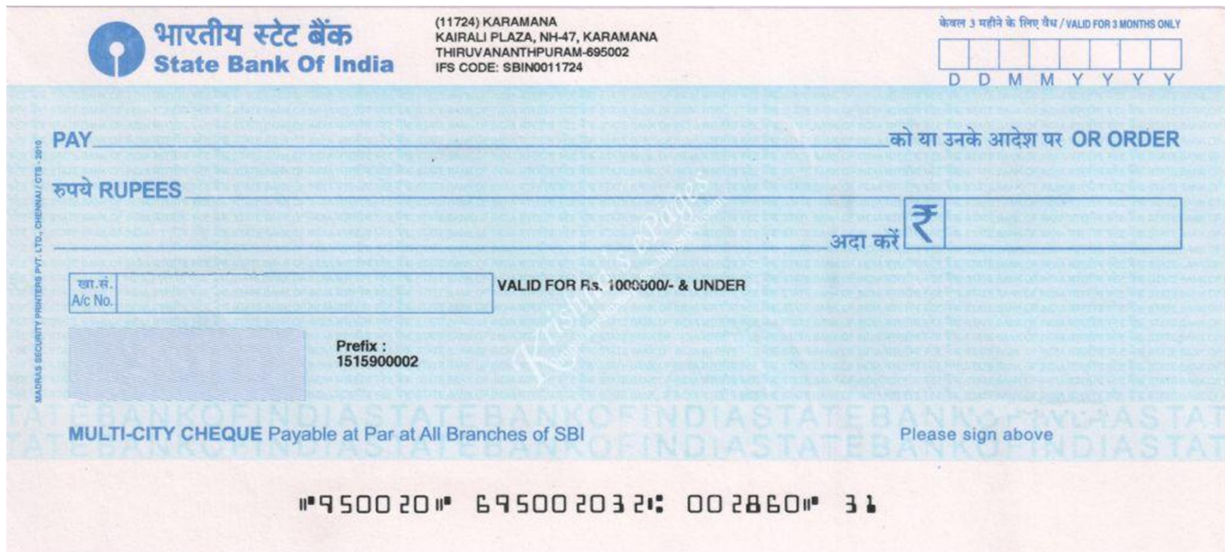 भारतीय स्टेट बैंक
State Bank Of India
(11724) KARAMANA
KAIRALI PLAZA, NH-47, KARAMANA
THIRUVANANTHPURAM-695002
IFS CODE: SBIN0011724
केवल 3 महीने के लिए वैध / VALID FOR 3 MONTHS ONLY
D D M M Y Y Y Y
PAY को या उनके आदेश पर OR ORDER
रुपये RUPEES
अदा करें ₹
खा.सं.
A/c No.
VALID FOR Rs. 1000000/- & UNDER
Prefix :
1515900002
MADRAS SECURITY PRINTERS PVT. LTD., CHENNAI / CTS - 2010
Krishna's ePages
STATEBANKOFINDIASTATEBANKOFINDIASTATEBANKOFINDIASTAT
MULTI-CITY CHEQUE Payable at Par at All Branches of SBI
Please sign above
⑈950020⑈ 695002032⑆ 002860⑈ 31